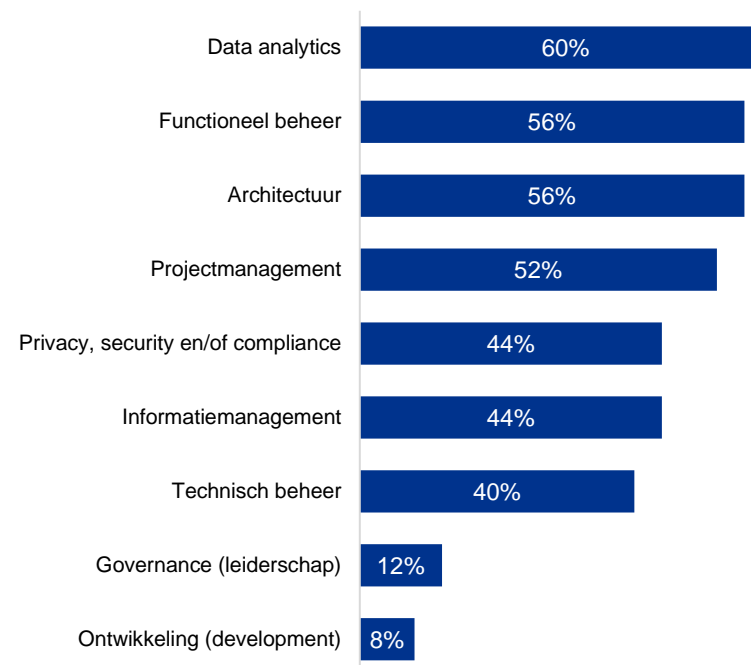 Data analytics 60%
Functioneel beheer 56%
Architectuur 56%
Projectmanagement 52%
Privacy, security en/of compliance 44%
Informatiemanagement 44%
Technisch beheer 40%
Governance (leiderschap) 12%
Ontwikkeling (development) 8%